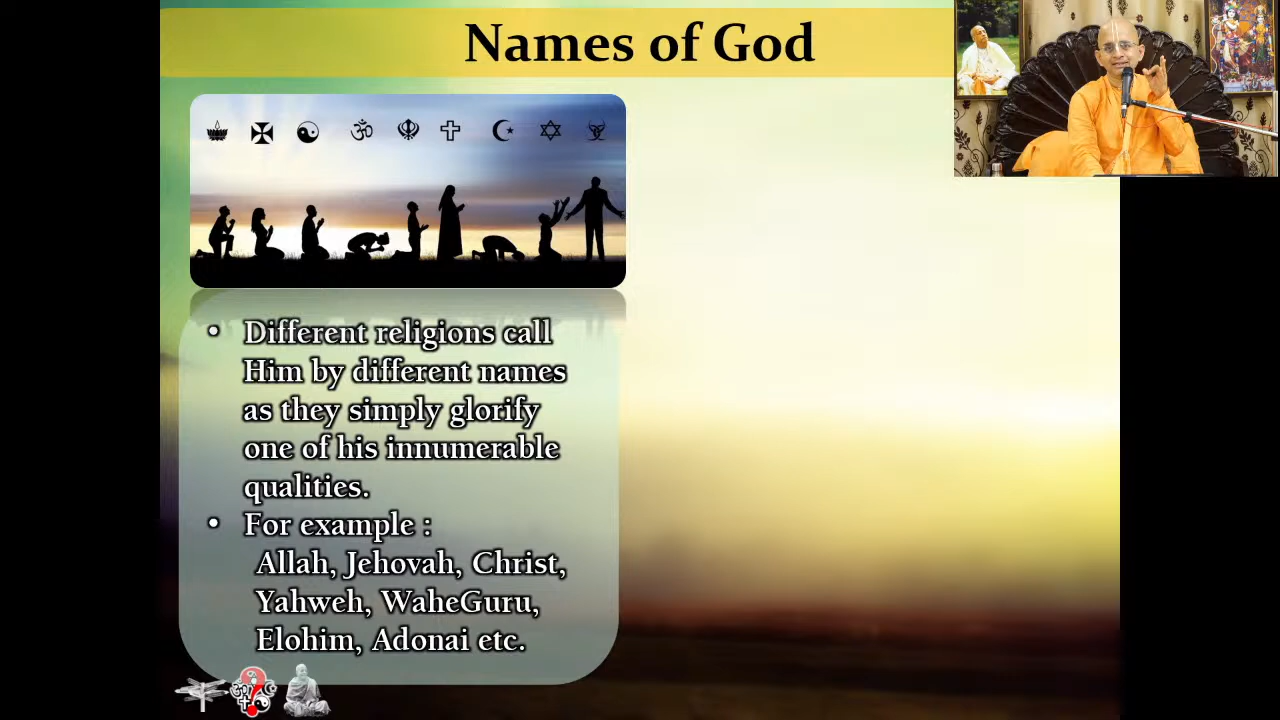 Names of God
• Different religions call
Him by different names
as they simply glorify
one of his innumerable
qualities.
• For example :
Allah, Jehovah, Christ,
Yahweh, WaheGuru,
Elohim, Adonai etc.